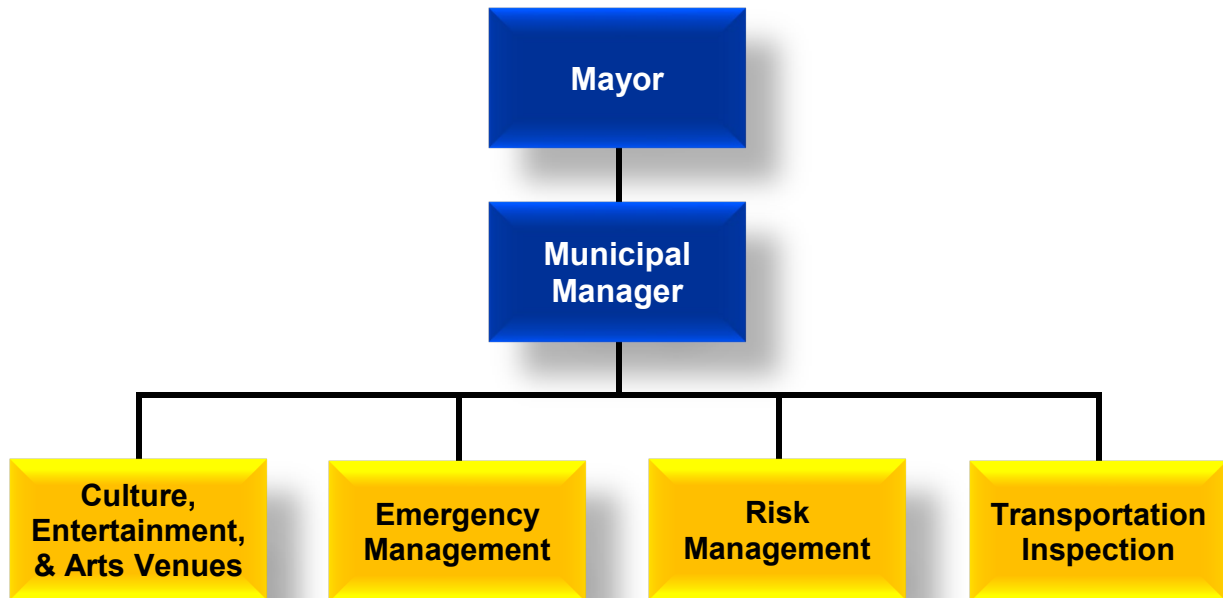 Mayor
Municipal
Manager
Culture,
Entertainment,
& Arts Venues
Emergency
Management
Risk
Management
Transportation
Inspection